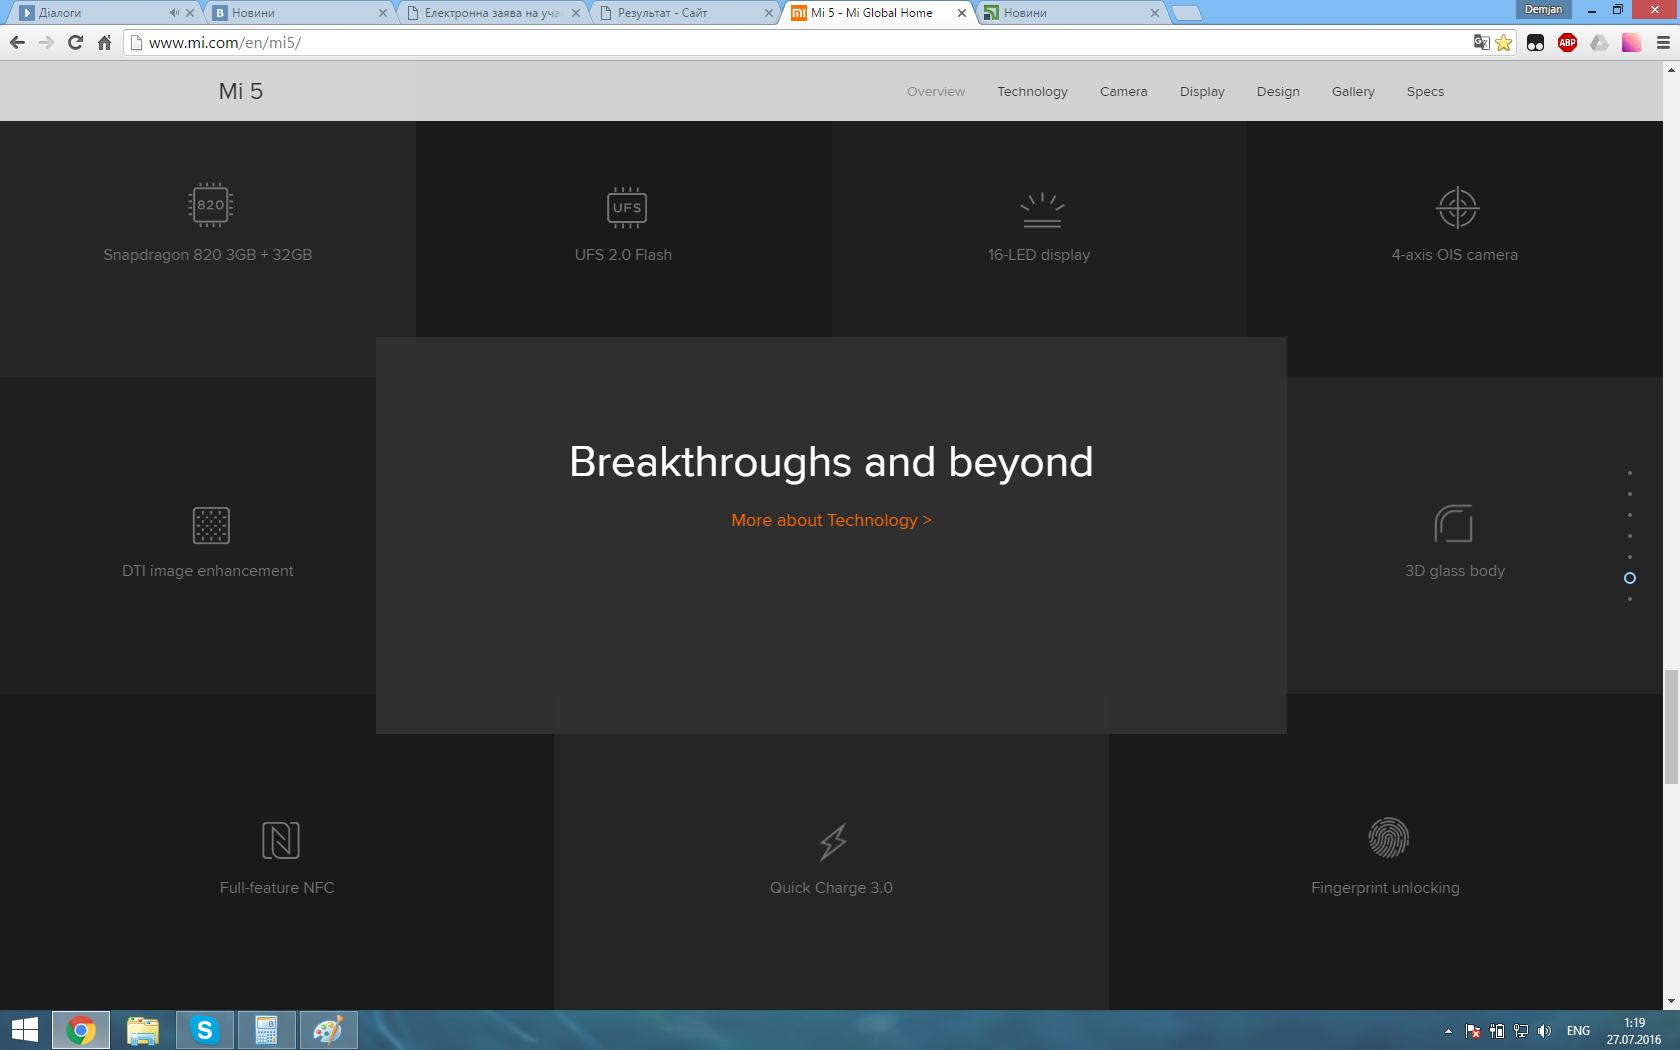 Діалоги
Новини
Електронна заява на уча
Результат - Сайт
Mi 5 - Mi Global Home
Новини
Demjan
www.mi.com/en/mi5/
ABP
Mi 5
Overview
Technology
Camera
Display
Design
Gallery
Specs
820
UFS
Snapdragon 820 3GB + 32GB
UFS 2.0 Flash
16-LED display
4-axis OIS camera
Breakthroughs and beyond
More about Technology >
DTI image enhancement
3D glass body
Full-feature NFC
Quick Charge 3.0
Fingerprint unlocking
ENG
1:19
27.07.2016